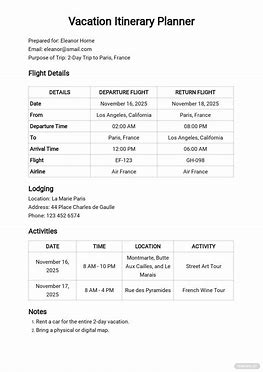 Vacation Itinerary Planner
Prepared for: Eleanor Horne
Email: eleanor@email.com
Purpose of Trip: 2-Day Trip to Paris, France
Flight Details
DETAILS DEPARTURE FLIGHT RETURN FLIGHT
Date November 16, 2025 November 18, 2025
From Los Angeles, California Paris, France
Departure Time 02:00 AM 08:00 PM
To Paris, France Los Angeles, California
Arrival Time 12:00 PM 06:00 AM
Flight EF-123 GH-098
Airline Air France Air France
Lodging
Location: La Marie Paris
Address: 44 Place Charles de Gaulle
Phone: 123 452 6574
Activities
DATE TIME LOCATION ACTIVITY
November 16, 2025 8 AM - 10 PM Montmarte, Butte Aux Cailles, and Le Marais Street Art Tour
November 17, 2025 8 AM - 4 PM Rue des Pyramides French Wine Tour
Notes
1. Rent a car for the entire 2-day vacation.
2. Bring a physical or digital map.